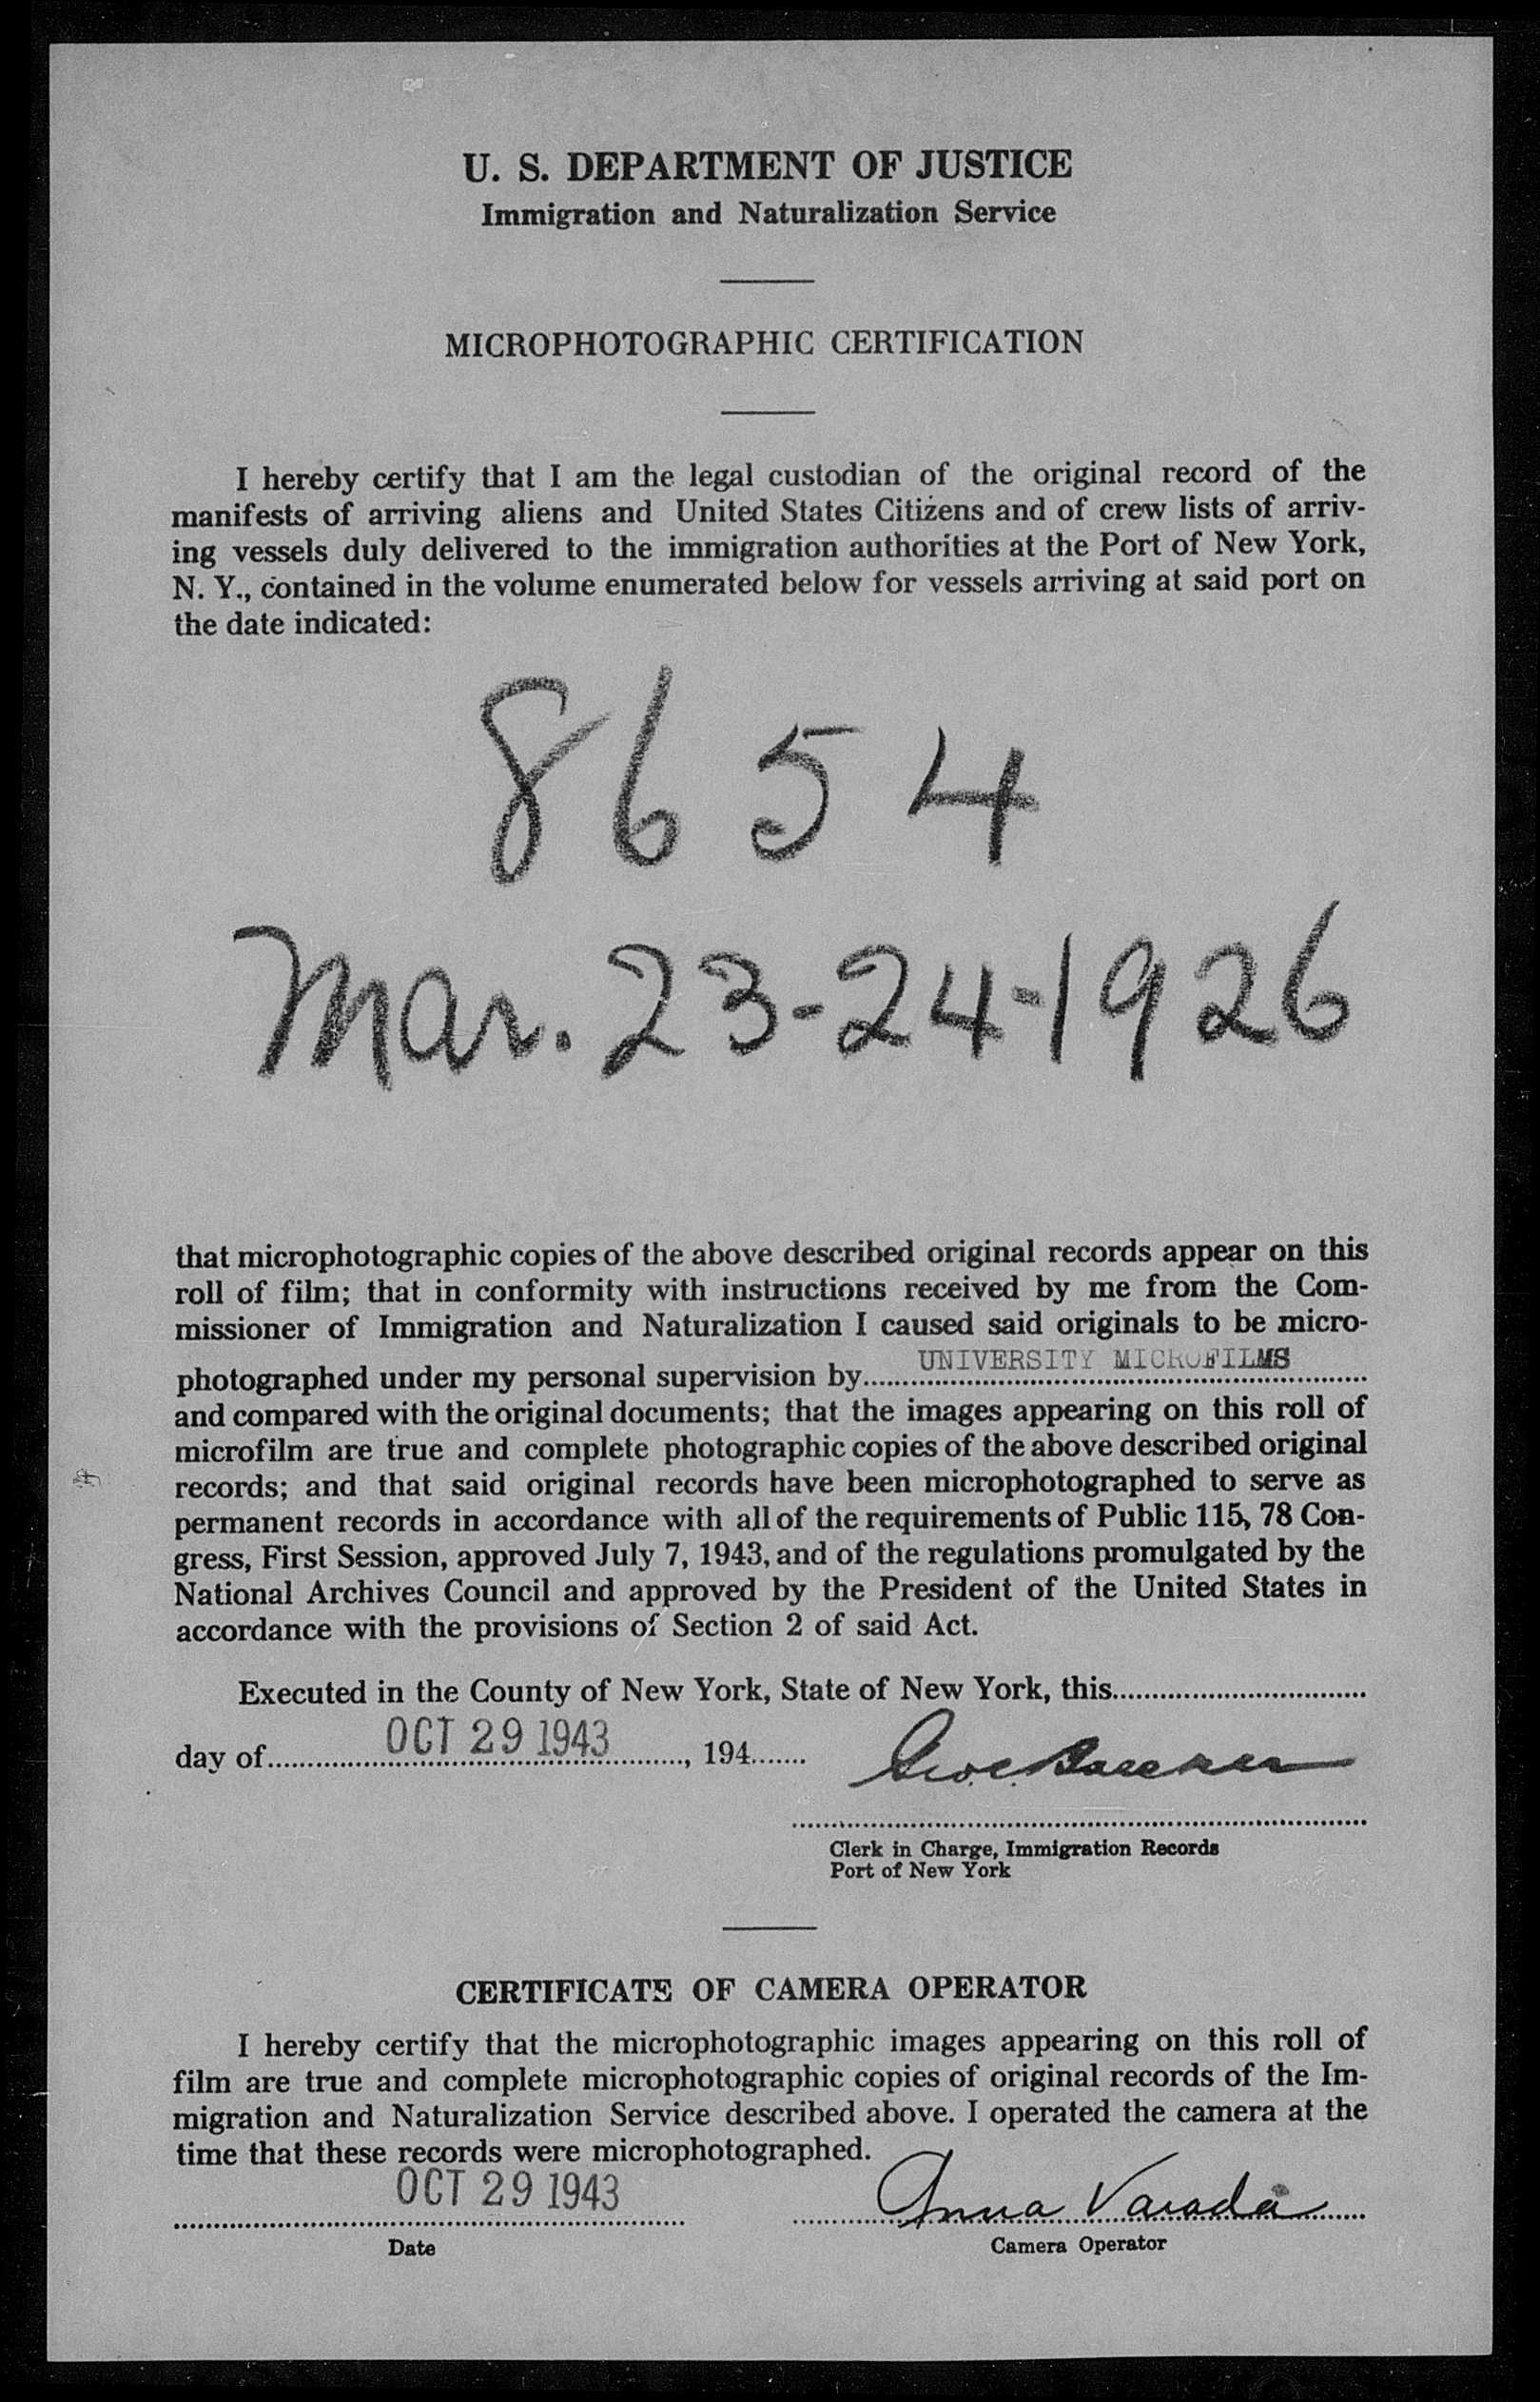 U. S. DEPARTMENT OF JUSTICE
Immigration and Naturalization Service
MICROPHOTOGRAPHIC CERTIFICATION
I hereby certify that I am the legal custodian of the original record of the
manifests of arriving aliens and United States Citizens and of crew lists of arriv-
ing vessels duly delivered to the immigration authorities at the Port of New York,
N. Y., contained in the volume enumerated below for vessels arriving at said port on
the date indicated:
8654
Mar. 23-24-1926
that microphotographic copies of the above described original records appear on this
roll of film; that in conformity with instructions received by me from the Com-
missioner of Immigration and Naturalization I caused said originals to be micro-
photographed under my personal supervision by UNIVERSITY MICROFILMS
and compared with the original documents; that the images appearing on this roll of
microfilm are true and complete photographic copies of the above described original
records; and that said original records have been microphotographed to serve as
permanent records in accordance with all of the requirements of Public 115, 78 Con-
gress, First Session, approved July 7, 1943, and of the regulations promulgated by the
National Archives Council and approved by the President of the United States in
accordance with the provisions of Section 2 of said Act.
Executed in the County of New York, State of New York, this
day of OCT 29 1943, 194
Clerk in Charge, Immigration Records
Port of New York
CERTIFICATE OF CAMERA OPERATOR
I hereby certify that the microphotographic images appearing on this roll of
film are true and complete microphotographic copies of original records of the Im-
migration and Naturalization Service described above. I operated the camera at the
time that these records were microphotographed.
OCT 29 1943 Anna Varada
Date Camera Operator